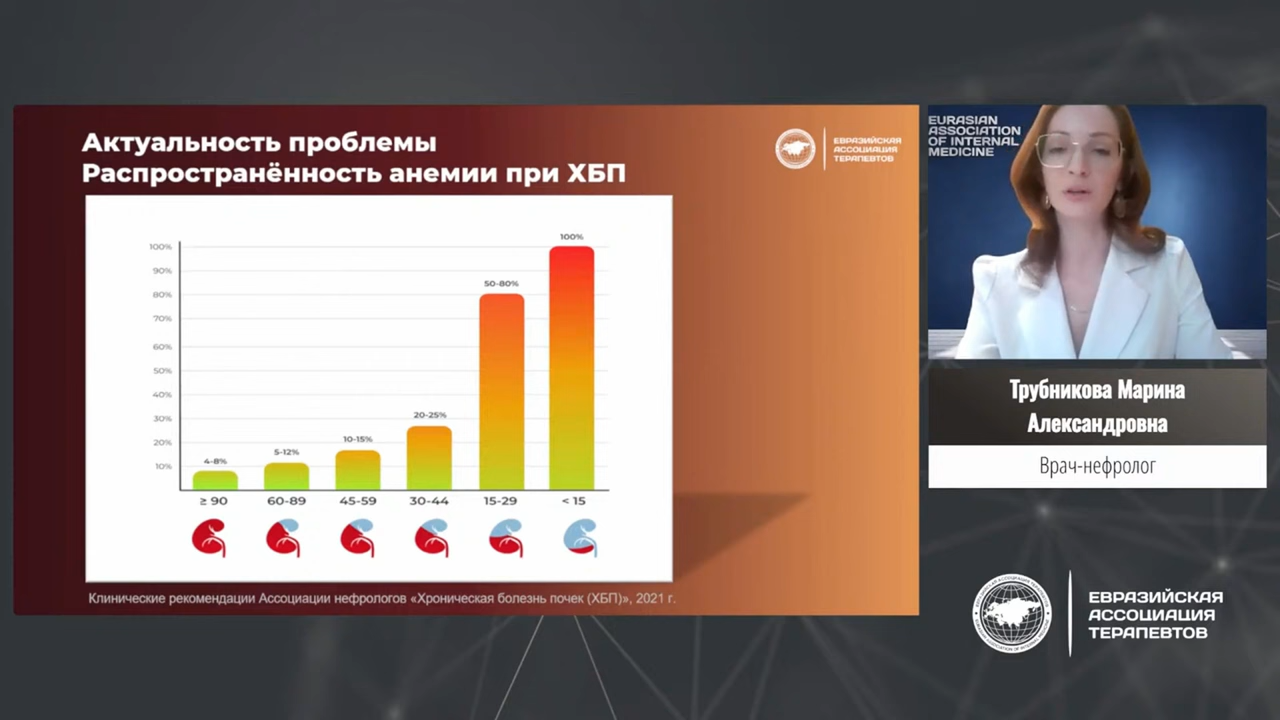 Актуальность проблемы
Распространённость анемии при ХБП
ЕВРАЗИЙСКАЯ
АССОЦИАЦИЯ
ТЕРАПЕВТОВ
100%
90%
80%
70%
60%
50%
40%
30%
20%
10%
4-8%
5-12%
10-15%
20-25%
50-80%
100%
≥ 90
60-89
45-59
30-44
15-29
< 15
Клинические рекомендации Ассоциации нефрологов «Хроническая болезнь почек (ХБП)», 2021 г.
EURASIAN
ASSOCIATION
OF INTERNAL
MEDICINE
Трубникова Марина
Александровна
Врач-нефролог
ЕВРАЗИЙСКАЯ
АССОЦИАЦИЯ
ТЕРАПЕВТОВ